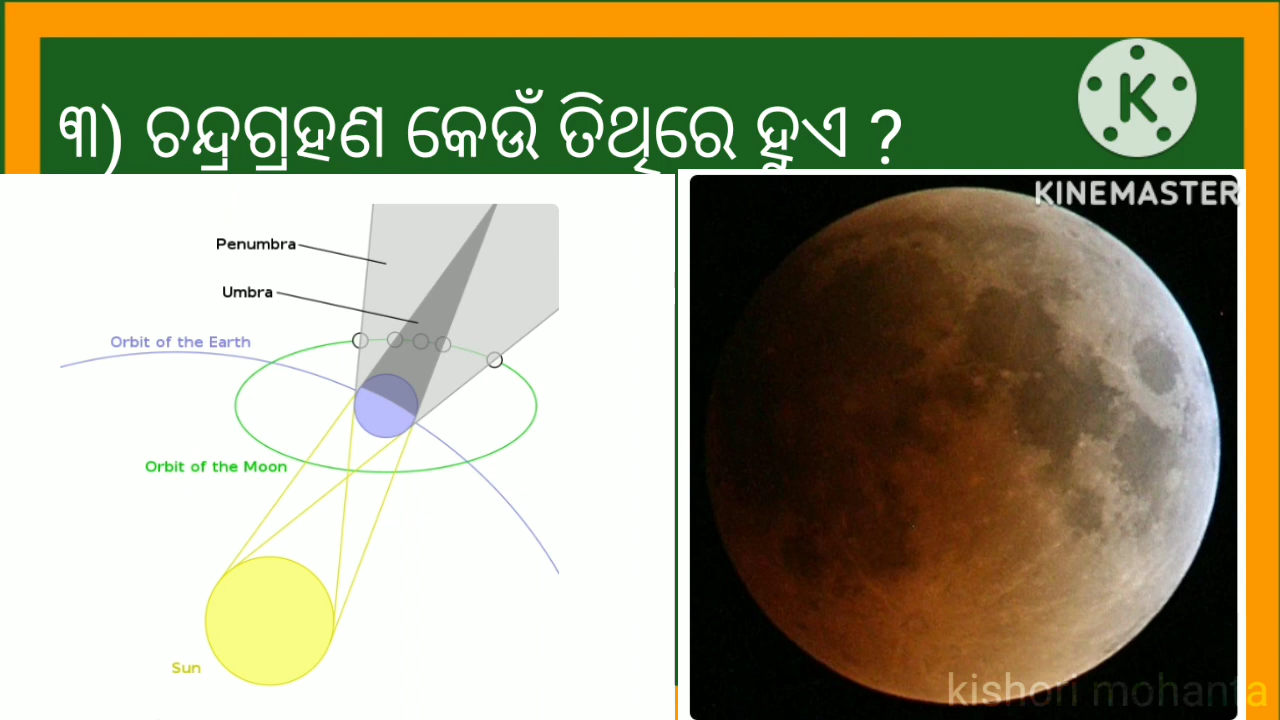 ୩) ଚନ୍ଦ୍ରଗ୍ରହଣ କେଉଁ ତିଥିରେ ହୁଏ ?
K
KINEMASTER
Penumbra
Umbra
Orbit of the Earth
Orbit of the Moon
Sun
kishori mohanta